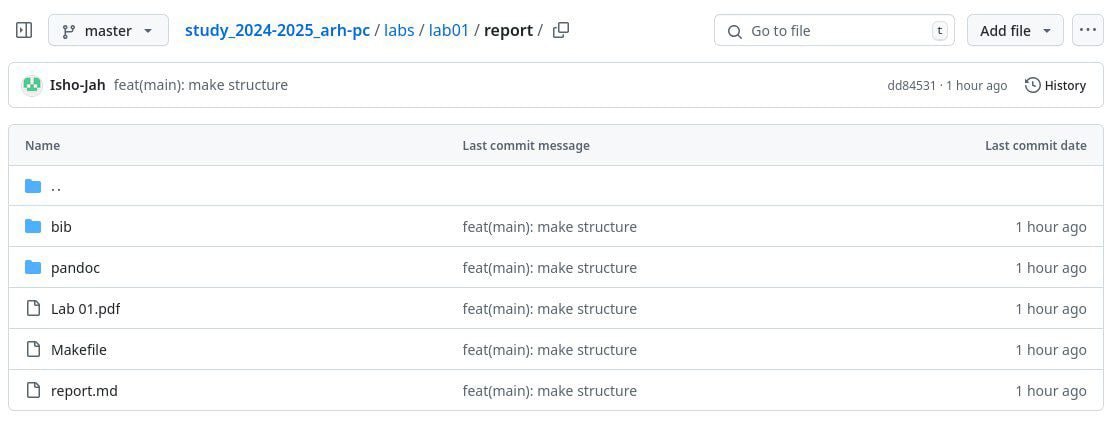 master study_2024-2025_arh-pc / labs / lab01 / report / Go to file t Add file
Isho-Jah feat(main): make structure dd84531 · 1 hour ago History
Name Last commit message Last commit date
..
bib feat(main): make structure 1 hour ago
pandoc feat(main): make structure 1 hour ago
Lab 01.pdf feat(main): make structure 1 hour ago
Makefile feat(main): make structure 1 hour ago
report.md feat(main): make structure 1 hour ago